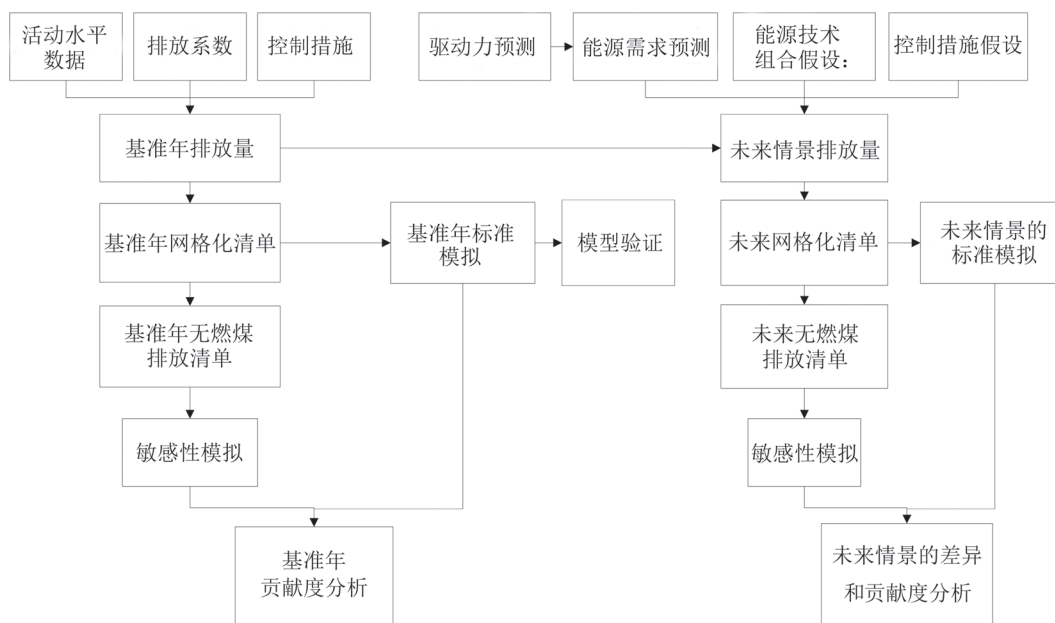 活动水平
数据
排放系数
控制措施
驱动力预测
能源需求预测
能源技术
组合假设：
控制措施假设
基准年排放量
未来情景排放量
基准年网格化清单
基准年标准
模拟
模型验证
未来网格化清单
未来情景的
标准模拟
基准年无燃煤
排放清单
未来无燃煤
排放清单
敏感性模拟
敏感性模拟
基准年
贡献度分析
未来情景的差异
和贡献度分析